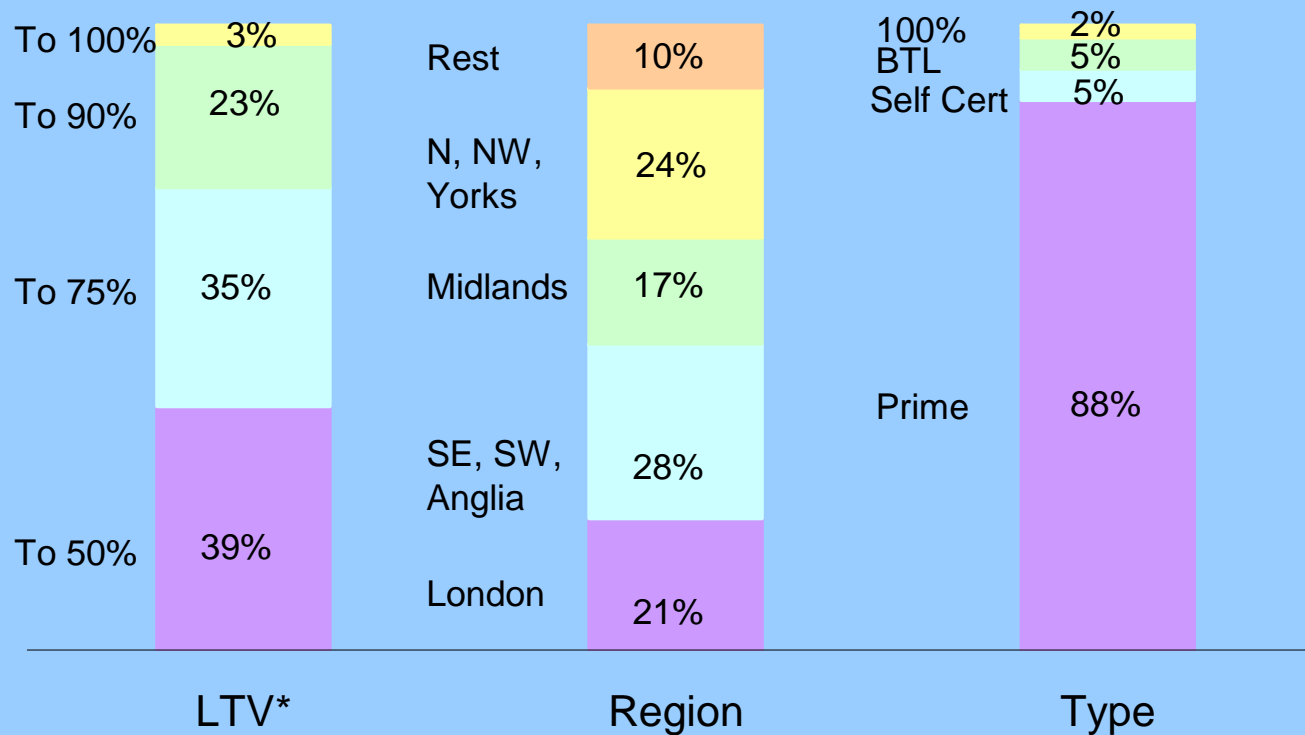 To 100%
3%
To 90%
23%
To 75%
35%
To 50%
39%
LTV*
Rest
10%
N, NW,
Yorks
24%
Midlands
17%
SE, SW,
Anglia
28%
London
21%
Region
100%
2%
BTL
5%
Self Cert
5%
Prime
88%
Type